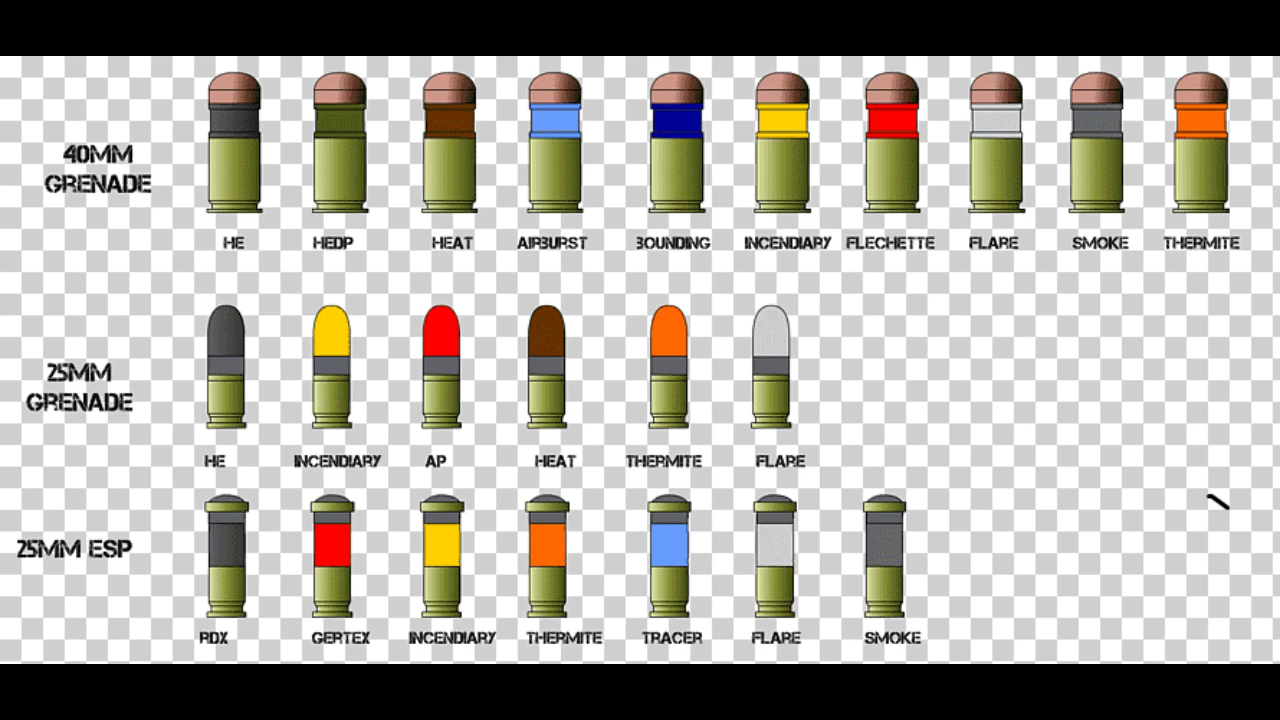 40MM
GRENADE
HE HEDP HEAT AIRBURST BOUNDING INCENDIARY FLECHETTE FLARE SMOKE THERMITE
25MM
GRENADE
HE INCENDIARY AP HEAT THERMITE FLARE
25MM ESP
RDX GERTEX INCENDIARY THERMITE TRACER FLARE SMOKE